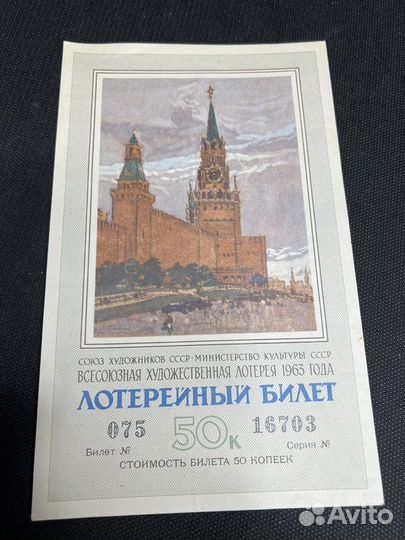 СОЮЗ ХУДОЖНИКОВ СССР · МИНИСТЕРСТВО КУЛЬТУРЫ СССР
ВСЕСОЮЗНАЯ ХУДОЖЕСТВЕННАЯ ЛОТЕРЕЯ 1963 ГОДА
ЛОТЕРЕЙНЫЙ БИЛЕТ
075 50К 16703
Билет № Серия №
СТОИМОСТЬ БИЛЕТА 50 КОПЕЕК
Avito